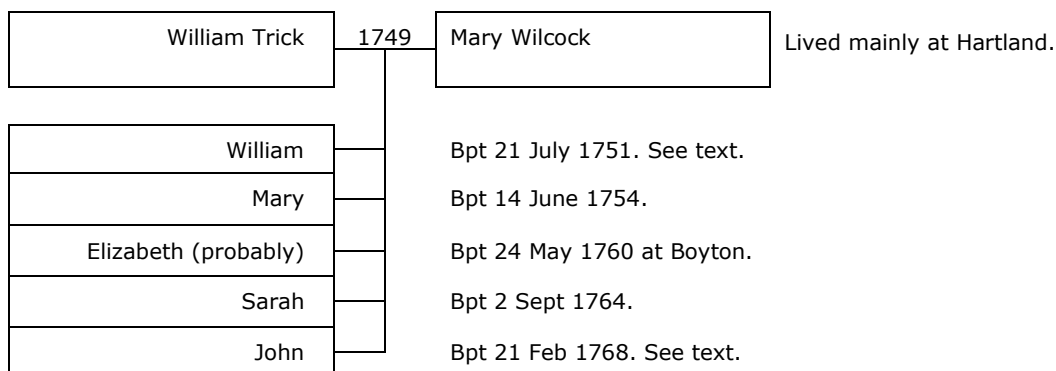 William Trick 1749 Mary Wilcock Lived mainly at Hartland.
William Bpt 21 July 1751. See text.
Mary Bpt 14 June 1754.
Elizabeth (probably) Bpt 24 May 1760 at Boyton.
Sarah Bpt 2 Sept 1764.
John Bpt 21 Feb 1768. See text.